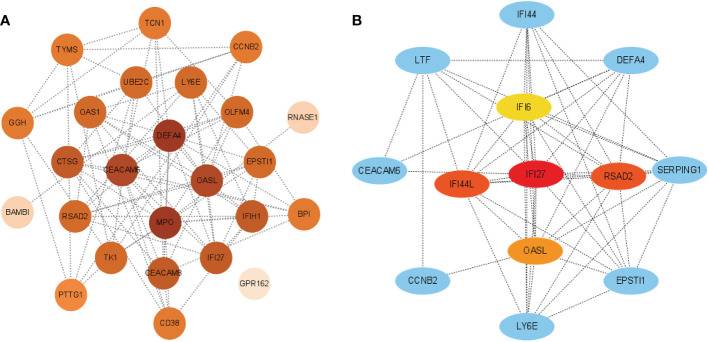 A
TCN1
TYMS
CCNB2
UBE2C
LY6E
GGH
OAS1
OLFM4
RNASE1
DEFA4
CTSG
CEACAM6
OASL
EPSTI1
BAMBI
RSAD2
MPO
IFIH1
BPI
TK1
CEACAM8
IFI27
PTTG1
GPR162
CD38
B
IFI44
LTF
DEFA4
IFI6
CEACAM6
IFI44L
IFI27
RSAD2
SERPING1
OASL
CCNB2
EPSTI1
LY6E